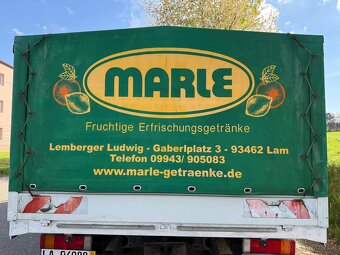 MARLE
Fruchtige Erfrischungsgetränke
Lemberger Ludwig - Gaberlplatz 3 - 93462 Lam
Telefon 09943/ 905083
www.marle-getraenke.de